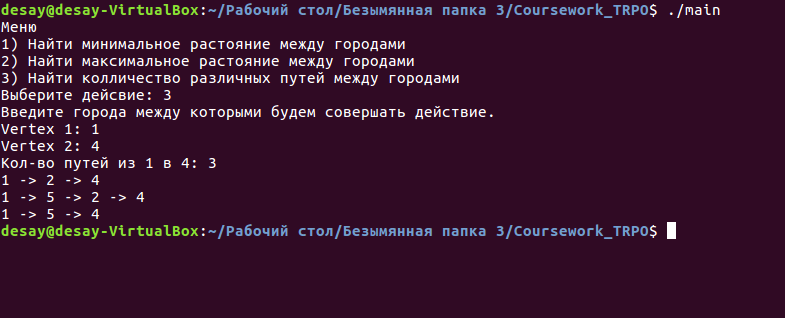 desay@desay-VirtualBox:~/Рабочий стол/Безымянная папка 3/Coursework_TRPO$ ./main
Меню
1) Найти минимальное растояние между городами
2) Найти максимальное растояние между городами
3) Найти колличество различных путей между городами
Выберите дейсвие: 3
Введите города между которыми будем совершать действие.
Vertex 1: 1
Vertex 2: 4
Кол-во путей из 1 в 4: 3
1 -> 2 -> 4
1 -> 5 -> 2 -> 4
1 -> 5 -> 4
desay@desay-VirtualBox:~/Рабочий стол/Безымянная папка 3/Coursework_TRPO$